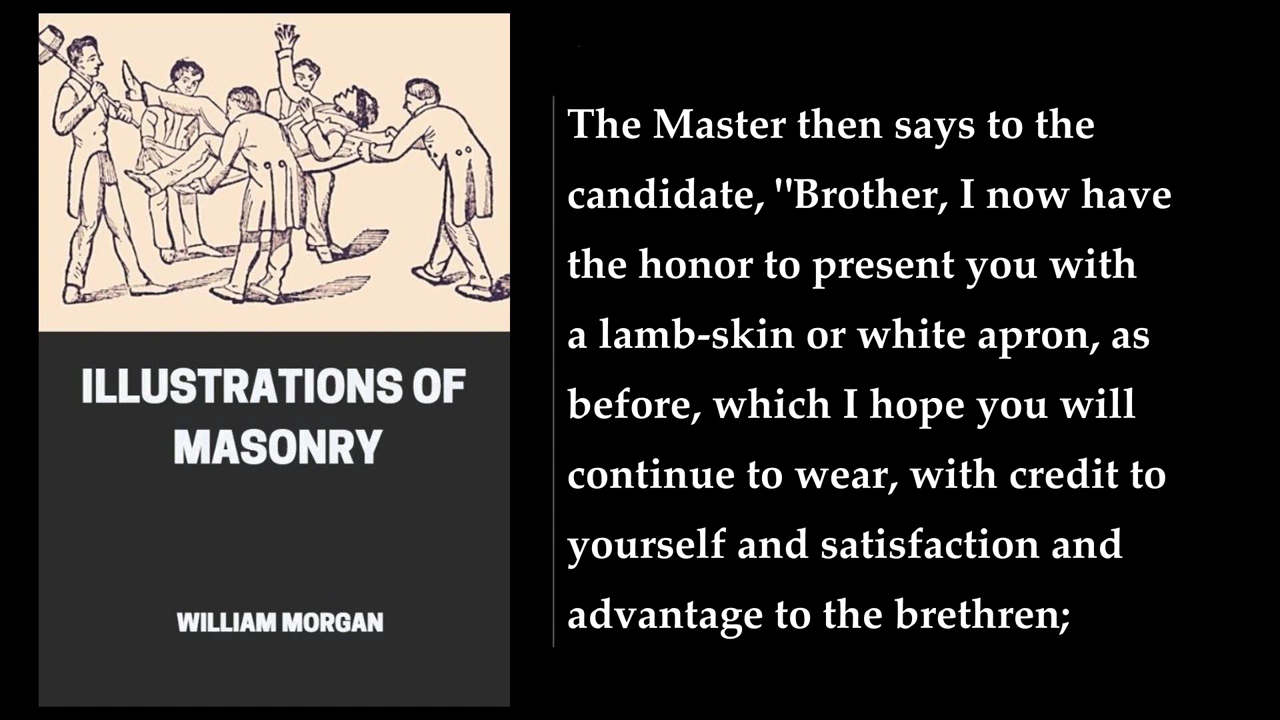 ILLUSTRATIONS OF
MASONRY
WILLIAM MORGAN
The Master then says to the
candidate, "Brother, I now have
the honor to present you with
a lamb-skin or white apron, as
before, which I hope you will
continue to wear, with credit to
yourself and satisfaction and
advantage to the brethren;